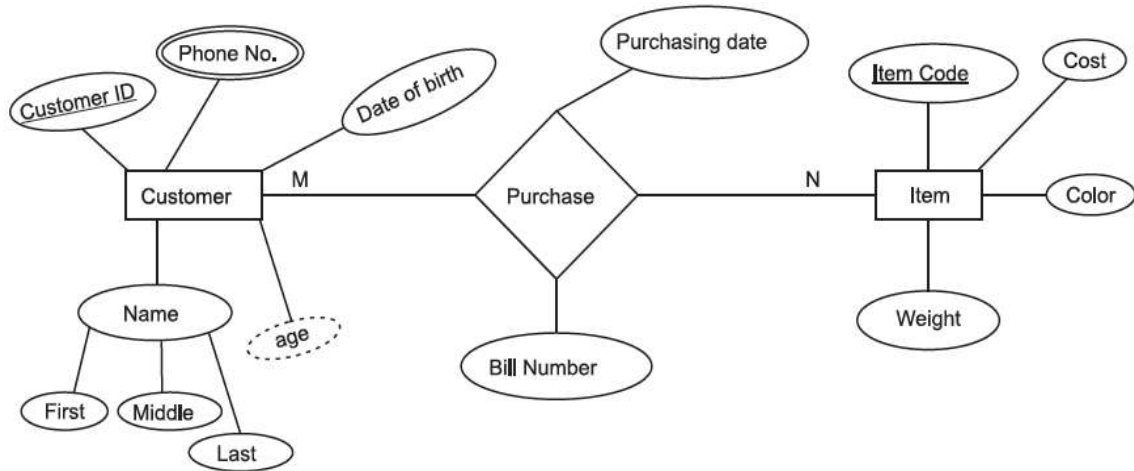 Phone No.
Purchasing date
Customer ID
Date of birth
Item Code
Cost
Customer
M
Purchase
N
Item
Color
Name
age
Bill Number
Weight
First
Middle
Last